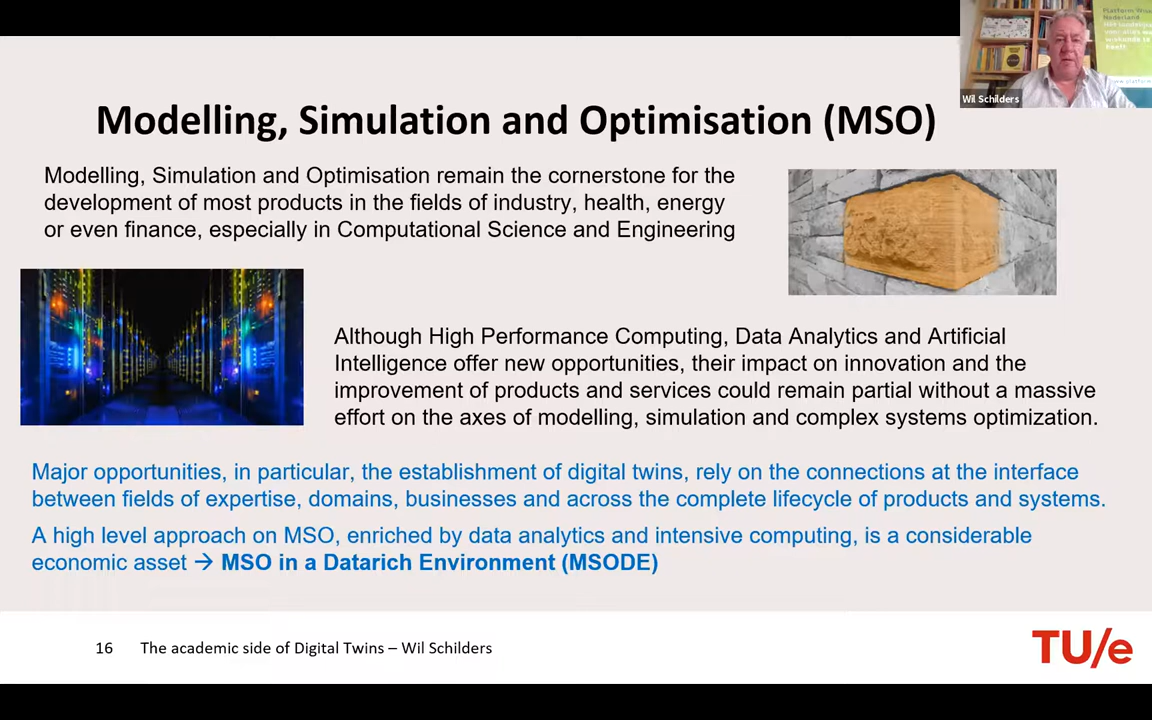 Modelling, Simulation and Optimisation (MSO)
Modelling, Simulation and Optimisation remain the cornerstone for the
development of most products in the fields of industry, health, energy
or even finance, especially in Computational Science and Engineering
Although High Performance Computing, Data Analytics and Artificial
Intelligence offer new opportunities, their impact on innovation and the
improvement of products and services could remain partial without a massive
effort on the axes of modelling, simulation and complex systems optimization.
Major opportunities, in particular, the establishment of digital twins, rely on the connections at the interface
between fields of expertise, domains, businesses and across the complete lifecycle of products and systems.
A high level approach on MSO, enriched by data analytics and intensive computing, is a considerable
economic asset → MSO in a Datarich Environment (MSODE)
16 The academic side of Digital Twins – Wil Schilders
TU/e
Wil Schilders
Nederland